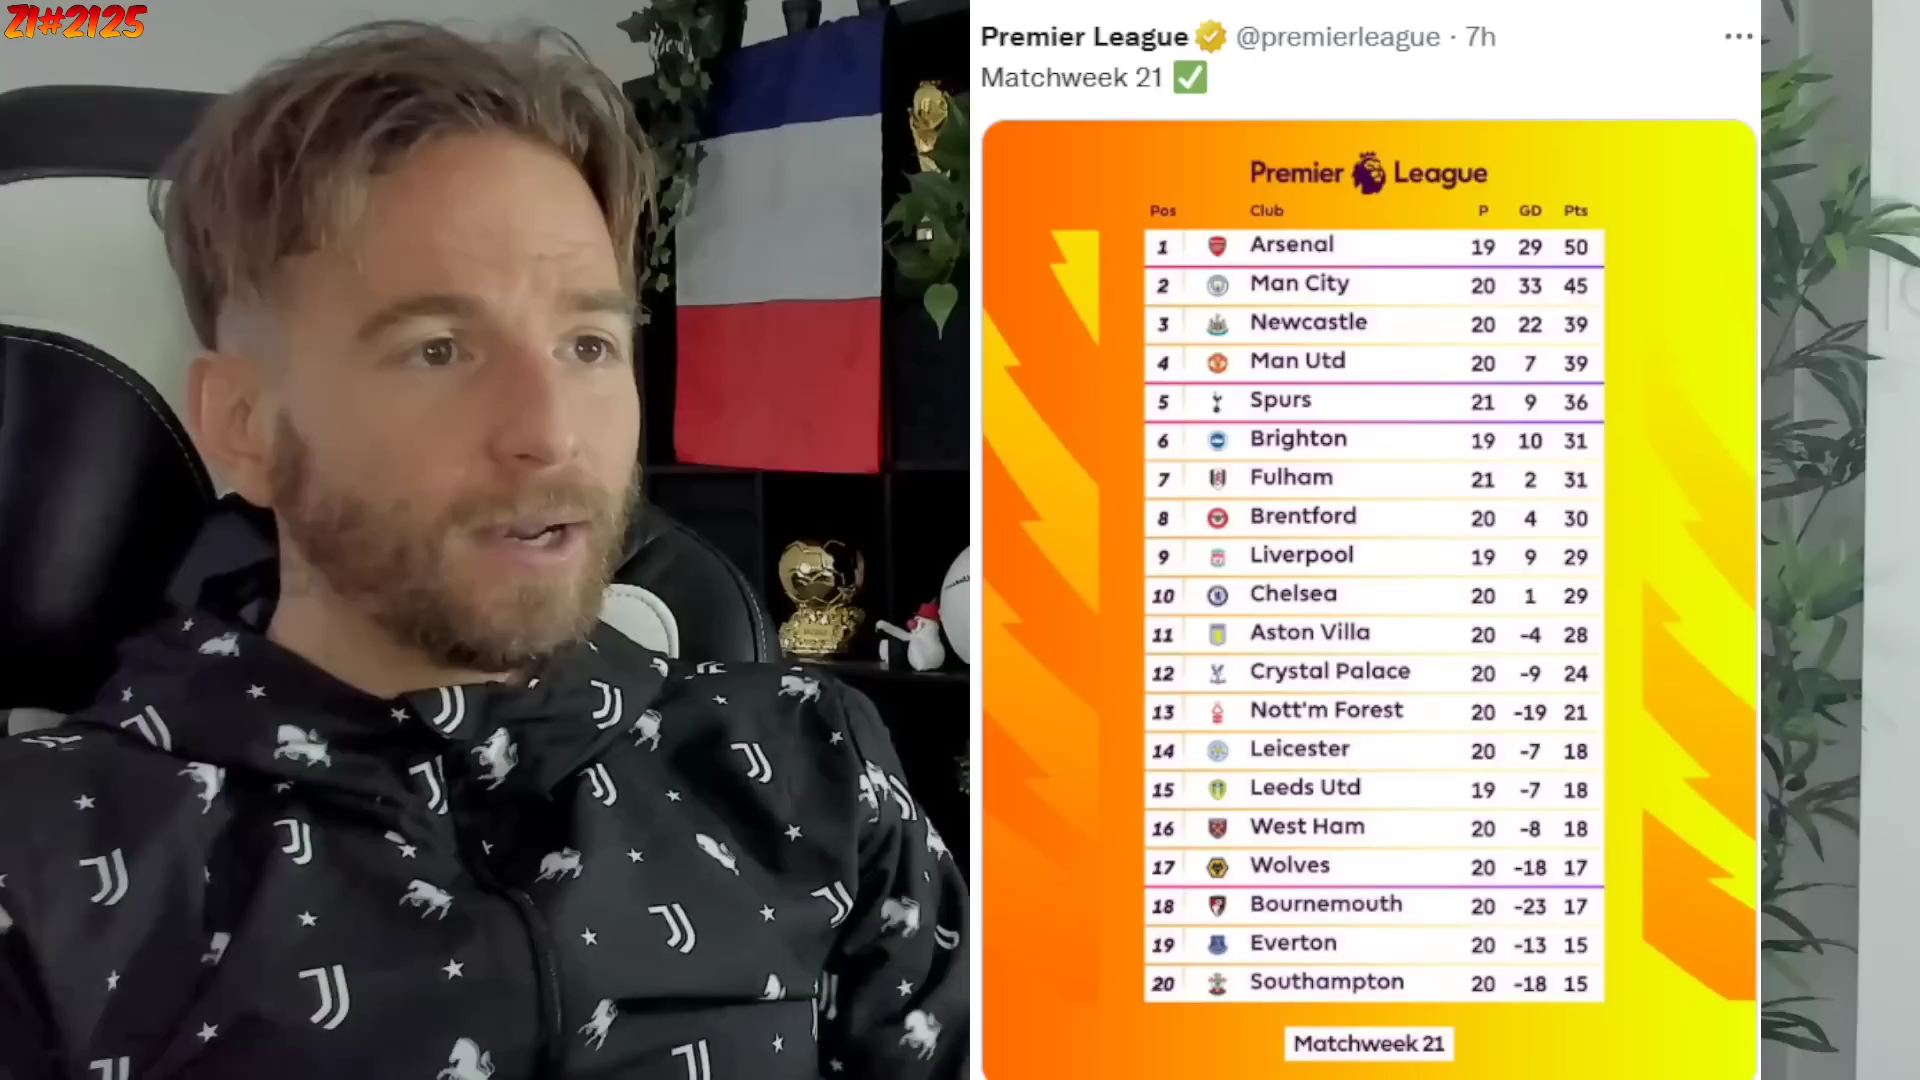 Z1#2125
Premier League @premierleague · 7h
Matchweek 21
Premier League
Pos Club P GD Pts
1 Arsenal 19 29 50
2 Man City 20 33 45
3 Newcastle 20 22 39
4 Man Utd 20 7 39
5 Spurs 21 9 36
6 Brighton 19 10 31
7 Fulham 21 2 31
8 Brentford 20 4 30
9 Liverpool 19 9 29
10 Chelsea 20 1 29
11 Aston Villa 20 -4 28
12 Crystal Palace 20 -9 24
13 Nott'm Forest 20 -19 21
14 Leicester 20 -7 18
15 Leeds Utd 19 -7 18
16 West Ham 20 -8 18
17 Wolves 20 -18 17
18 Bournemouth 20 -23 17
19 Everton 20 -13 15
20 Southampton 20 -18 15
Matchweek 21